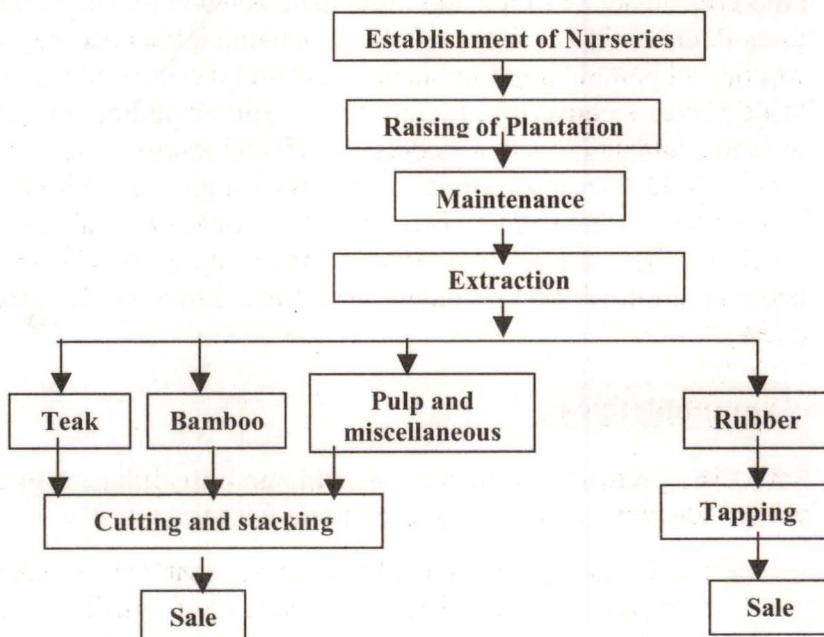 Establishment of Nurseries
Raising of Plantation
Maintenance
Extraction
Teak
Bamboo
Pulp and
miscellaneous
Rubber
Cutting and stacking
Tapping
Sale
Sale